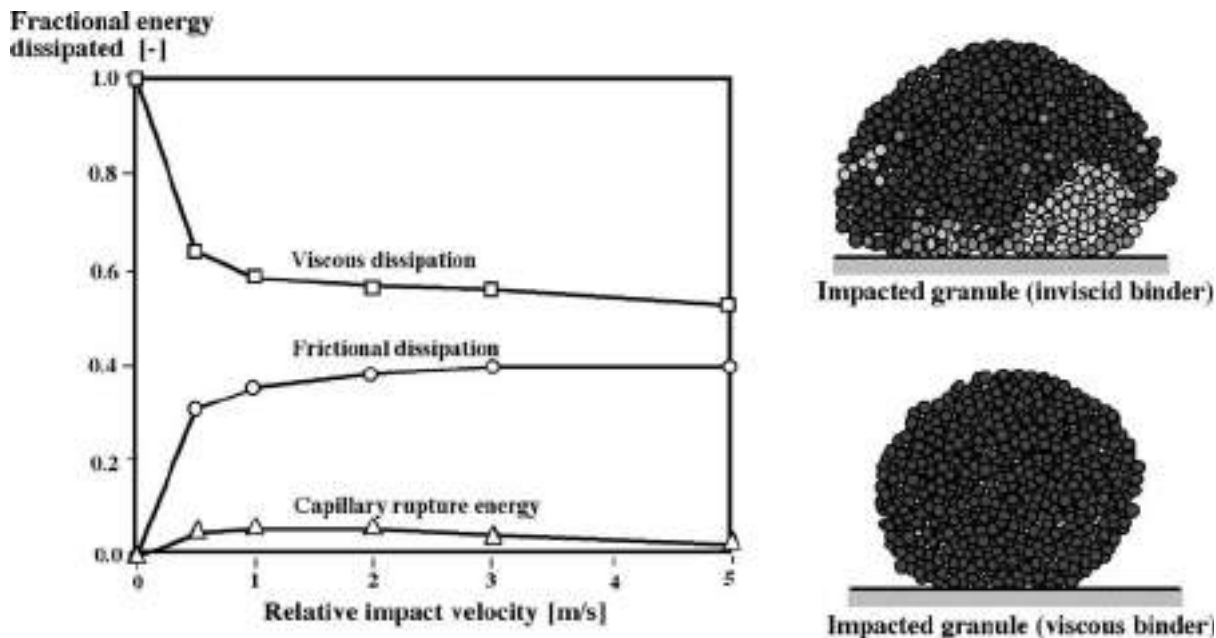 Fractional energy
dissipated [-]
1.0
0.8
0.6
0.4
0.2
0.0
Viscous dissipation
Frictional dissipation
Capillary rupture energy
0 1 2 3 4 5
Relative impact velocity [m/s]
Impacted granule (inviscid binder)
Impacted granule (viscous binder)